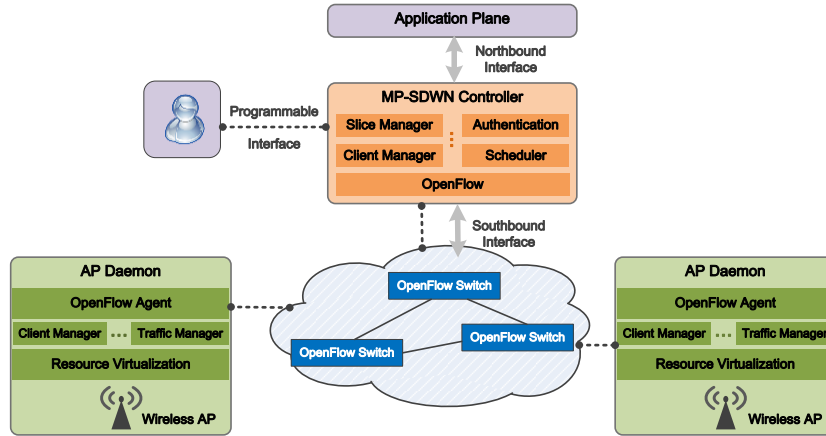 Application Plane
Northbound
Interface
MP-SDWN Controller
Programmable
Interface
Slice Manager
Authentication
Client Manager
Scheduler
OpenFlow
Southbound
Interface
AP Daemon
OpenFlow Agent
Client Manager
Traffic Manager
Resource Virtualization
Wireless AP
OpenFlow Switch
OpenFlow Switch
OpenFlow Switch
AP Daemon
OpenFlow Agent
Client Manager
Traffic Manager
Resource Virtualization
Wireless AP